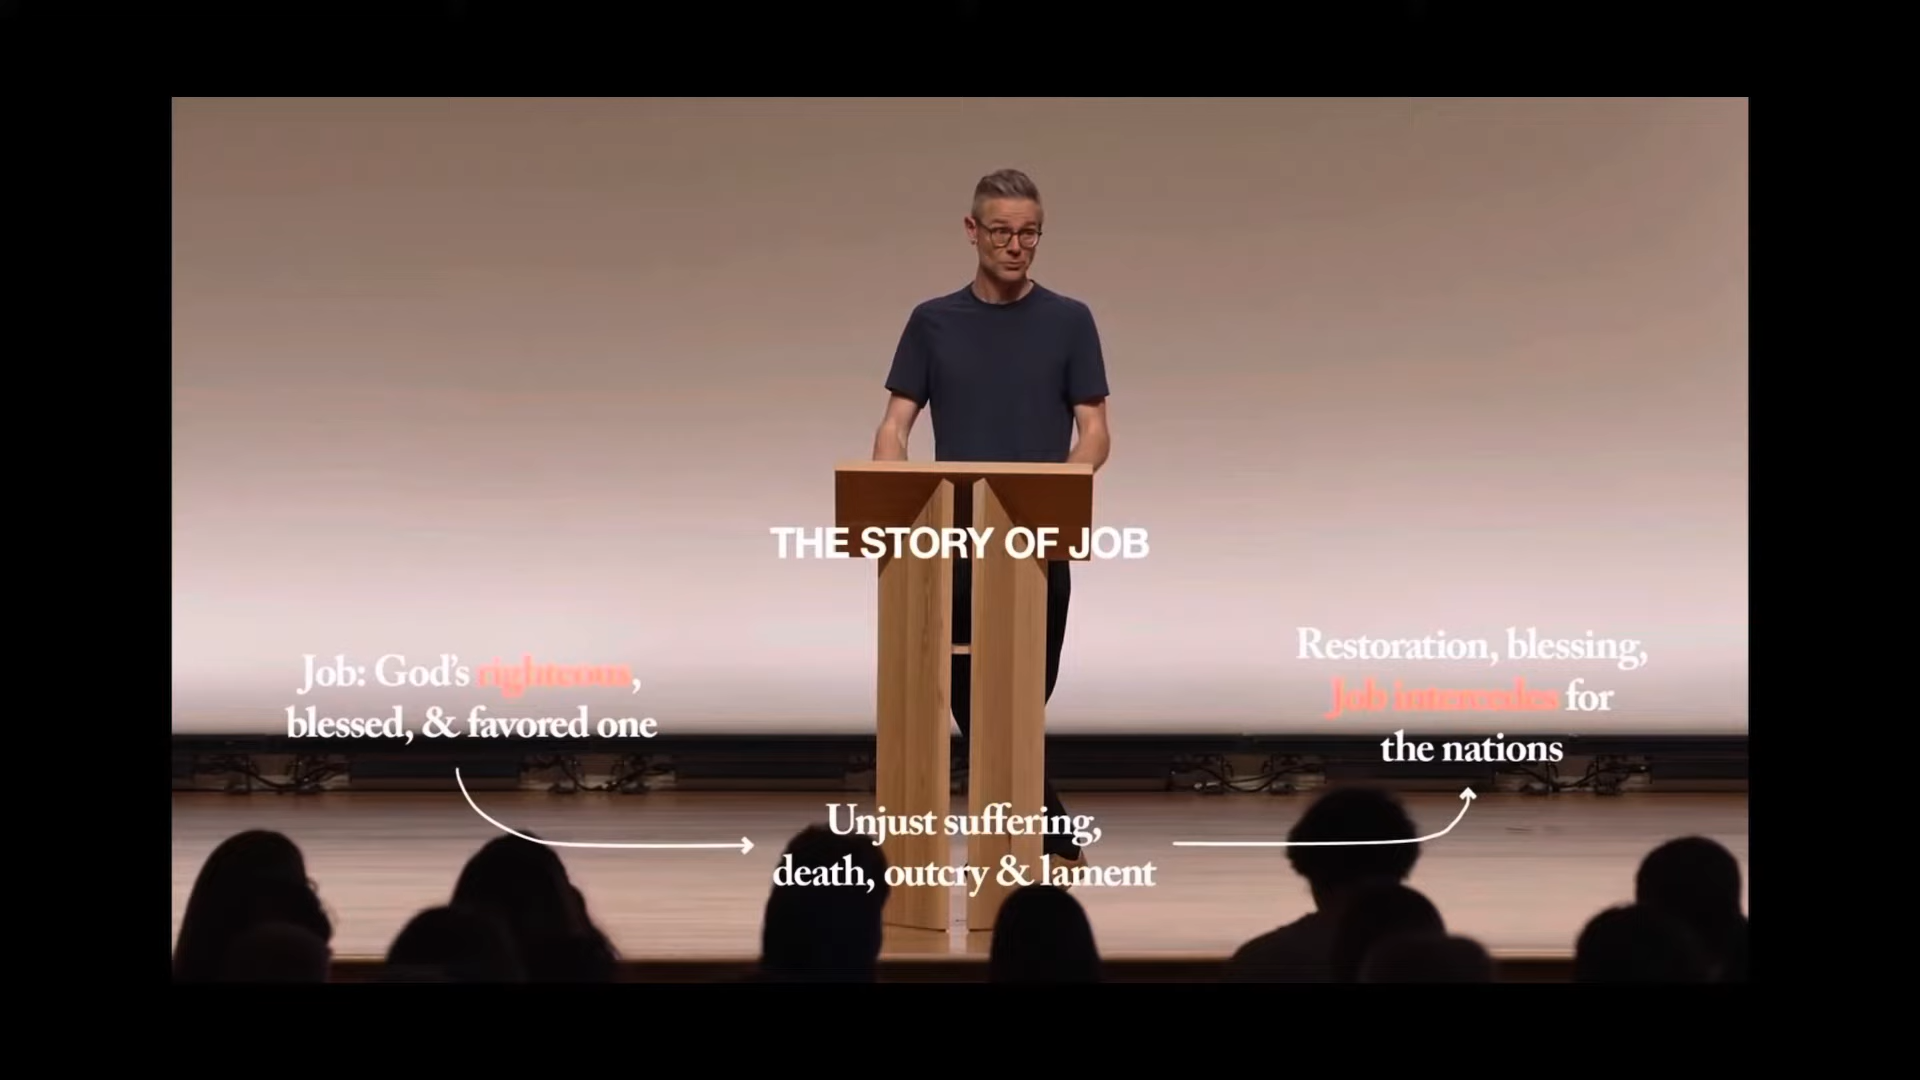 THE STORY OF JOB
Job: God's righteous,
blessed, & favored one
Unjust suffering,
death, outcry & lament
Restoration, blessing,
Job intercedes for
the nations